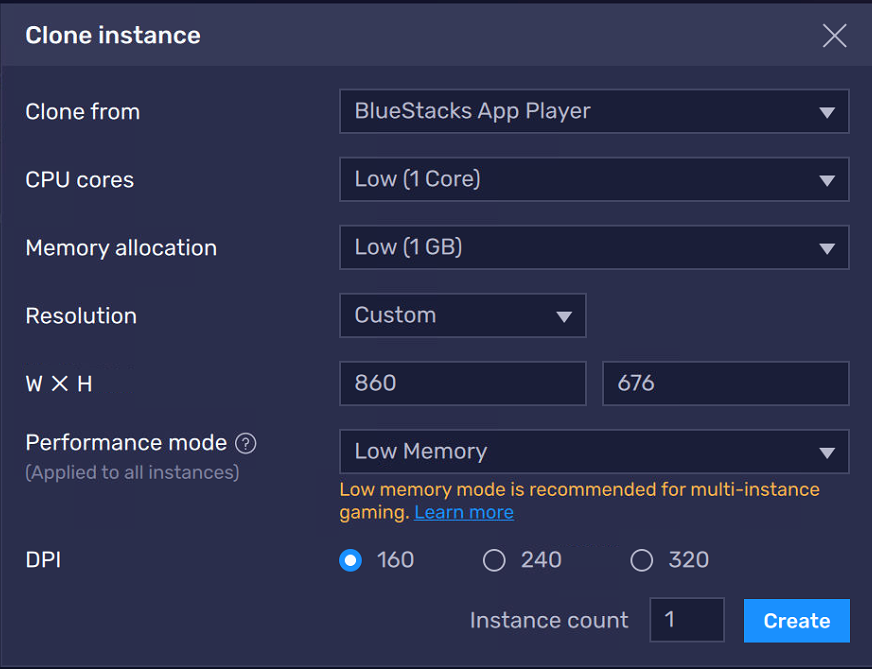 Clone instance
Clone from BlueStacks App Player
CPU cores Low (1 Core)
Memory allocation Low (1 GB)
Resolution Custom
W X H 860 676
Performance mode ? Low Memory
(Applied to all instances)
Low memory mode is recommended for multi-instance
gaming. Learn more
DPI 160 240 320
Instance count 1 Create